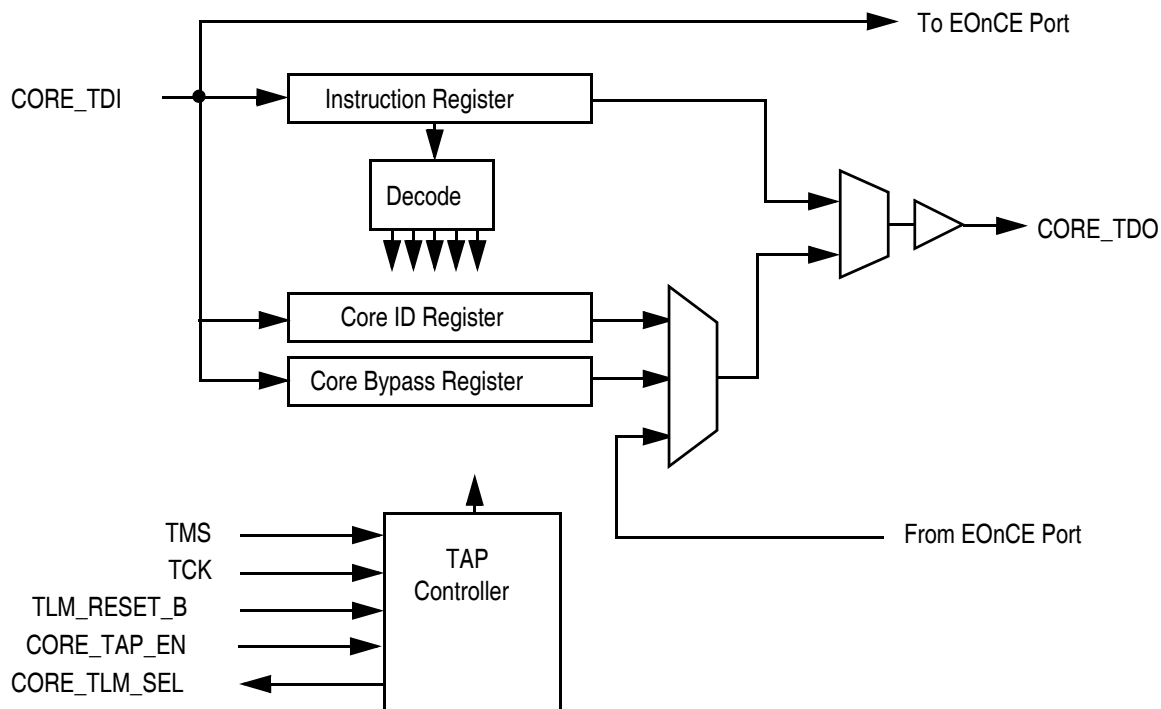 To EOnCE Port
CORE_TDI
Instruction Register
Decode
CORE_TDO
Core ID Register
Core Bypass Register
From EOnCE Port
TMS
TCK
TLM_RESET_B
CORE_TAP_EN
CORE_TLM_SEL
TAP
Controller